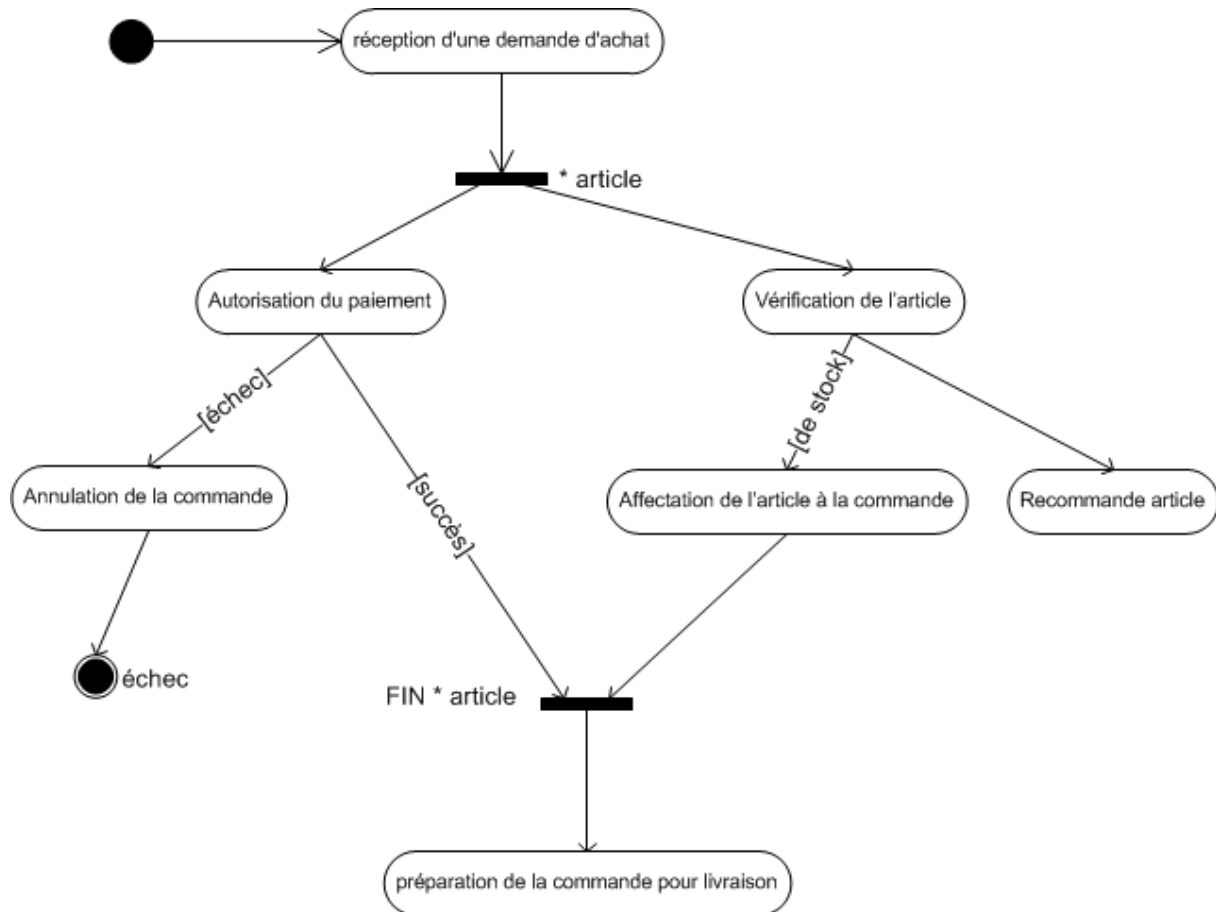 réception d'une demande d'achat
* article
Autorisation du paiement
Vérification de l'article
[échec]
[de stock]
Annulation de la commande
[succès]
Affectation de l'article à la commande
Recommande article
échec
FIN * article
préparation de la commande pour livraison